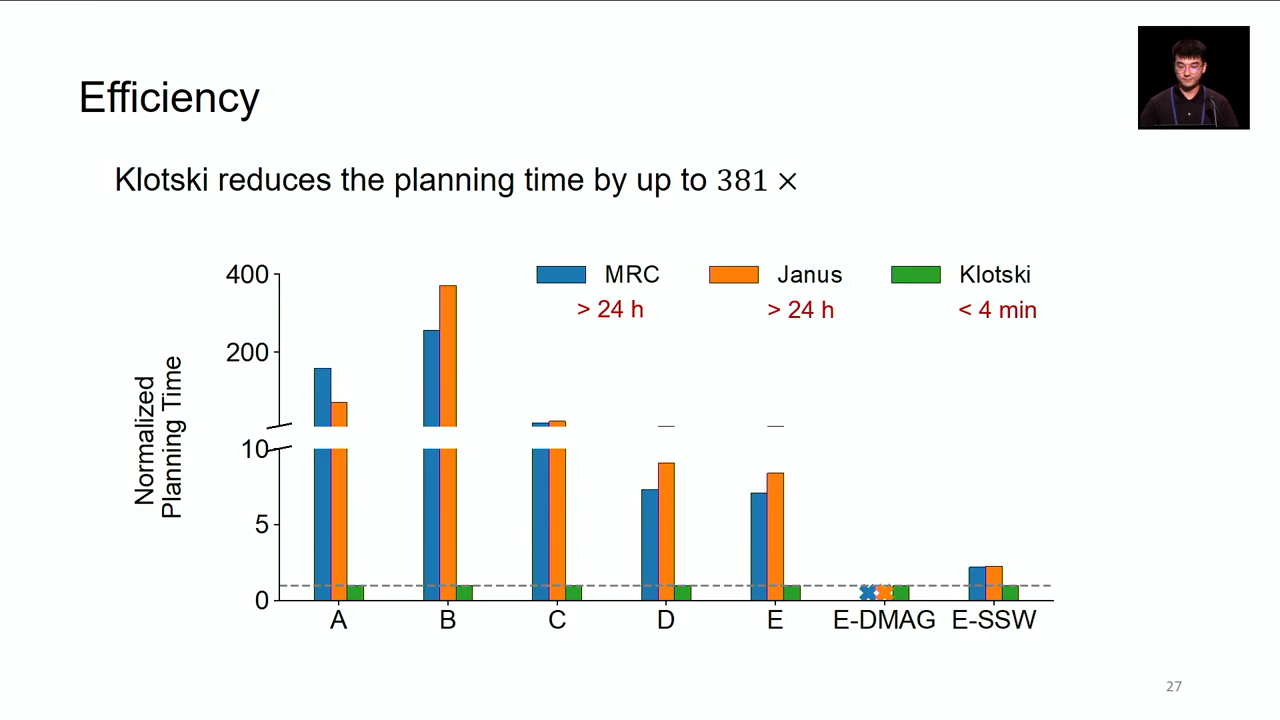 Efficiency
Klotski reduces the planning time by up to 381 ×
400
200
10
5
0
Normalized
Planning Time
MRC
Janus
Klotski
> 24 h
> 24 h
< 4 min
A
B
C
D
E
E-DMAG
E-SSW
27